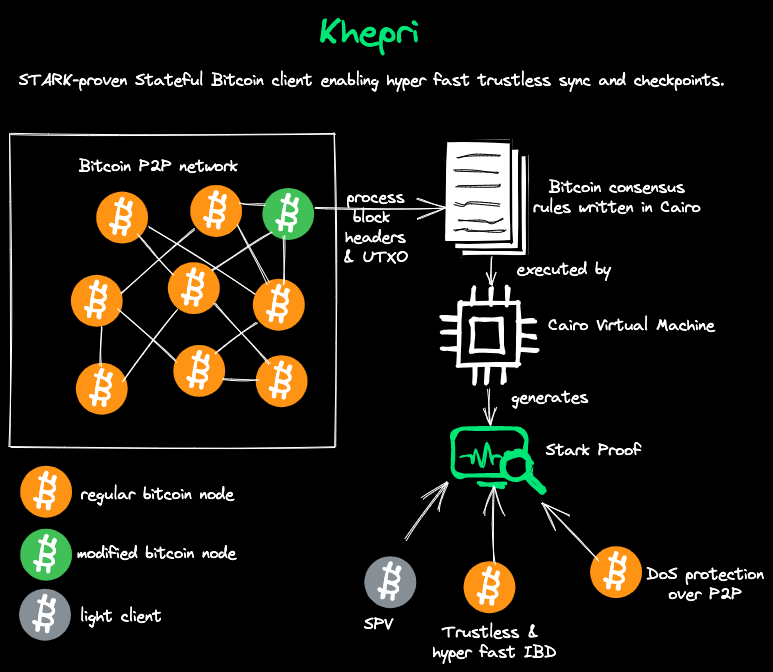 Khepri
STARK-proven Stateful Bitcoin client enabling hyper fast trustless sync and checkpoints.
Bitcoin P2P network
process
block
headers
& UTXO
Bitcoin consensus
rules written in Cairo
executed by
Cairo Virtual Machine
generates
Stark Proof
regular bitcoin node
modified bitcoin node
light client
SPV
Trustless &
hyper fast IBD
DoS protection
over P2P